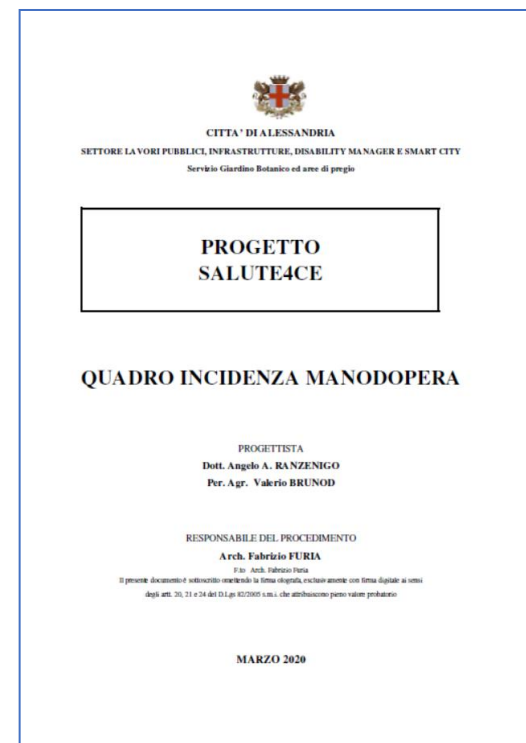 CITTA' DI ALESSANDRIA
SETTORE LAVORI PUBBLICI, INFRASTRUTTURE, DISABILITY MANAGER E SMART CITY
Servizio Giardino Botanico ed aree di pregio
PROGETTO
SALUTE4CE
QUADRO INCIDENZA MANODOPERA
PROGETTISTA
Dott. Angelo A. RANZENIGO
Per. Agr. Valerio BRUNOD
RESPONSABILE DEL PROCEDIMENTO
Arch. Fabrizio FURIA
F.to Arch. Fabrizio Furia
Il presente documento é sottoscritto omettendo la firma otografa, esclusivamente con firma digitale ai sensi
degli artt. 20, 21 e 24 del D.Lgs 82/2005 s.m.i. che attribuiscono pieno valore probatorio
MARZO 2020